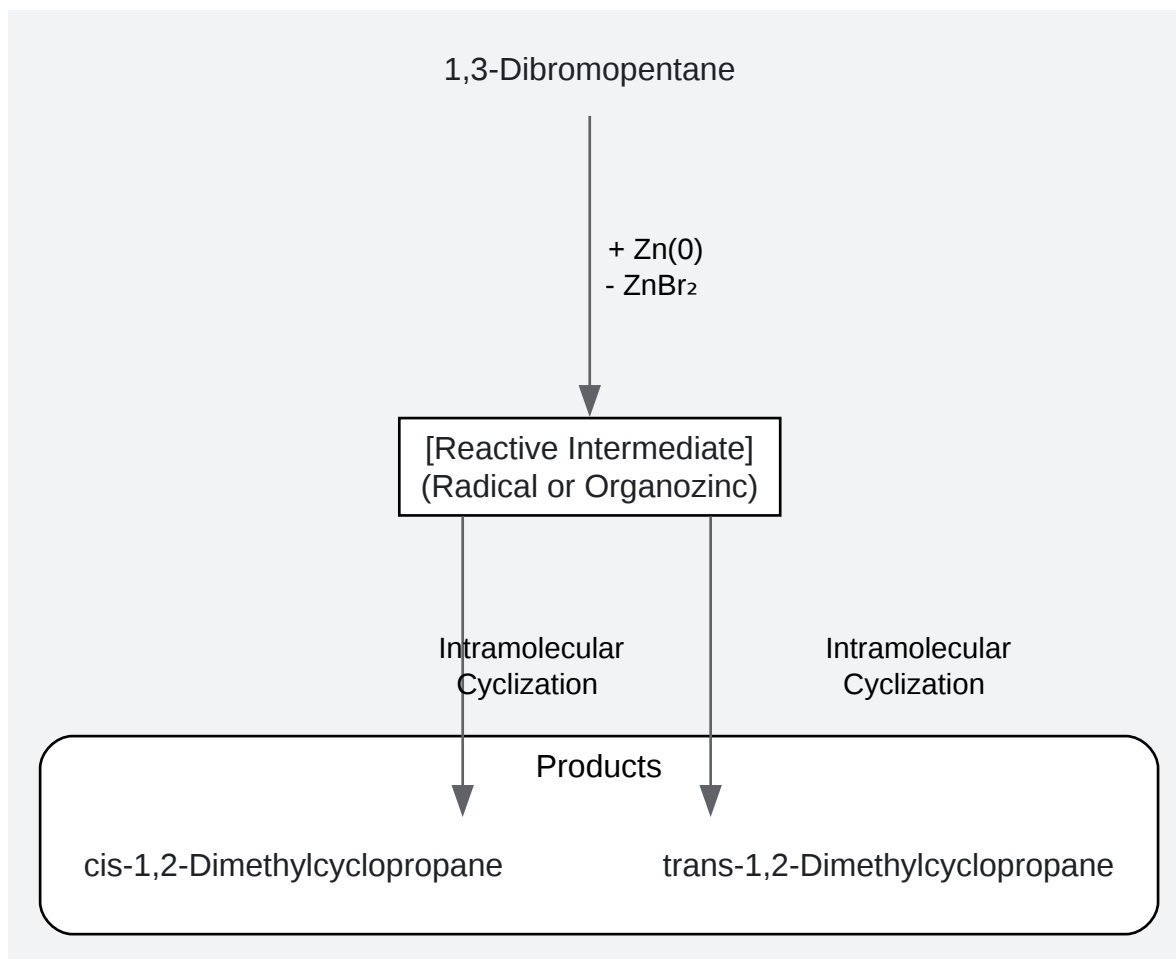 1,3-Dibromopentane
+ Zn(0)
- ZnBr₂
[Reactive Intermediate]
(Radical or Organozinc)
Intramolecular
Cyclization
Intramolecular
Cyclization
Products
cis-1,2-Dimethylcyclopropane
trans-1,2-Dimethylcyclopropane